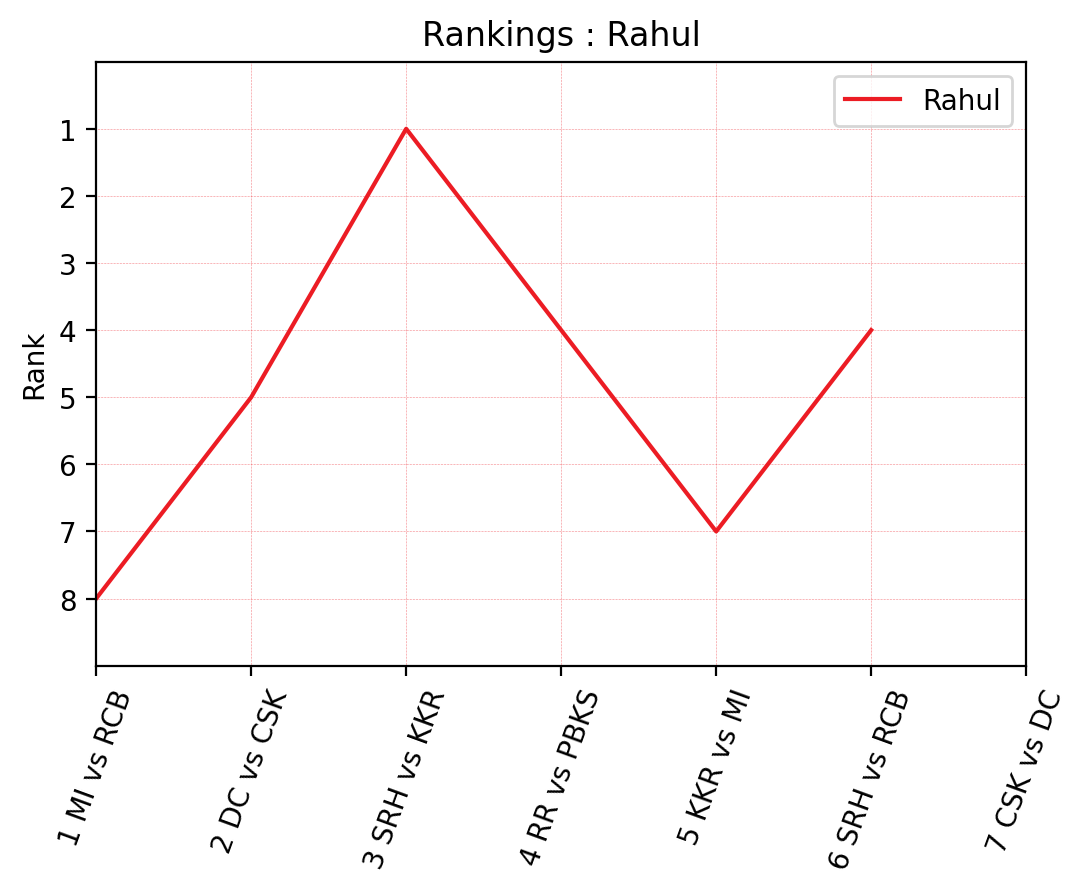 Rankings : Rahul
Rahul
Rank
1
2
3
4
5
6
7
8
1 MI vs RCB
2 DC vs CSK
3 SRH vs KKR
4 RR vs PBKS
5 KKR vs MI
6 SRH vs RCB
7 CSK vs DC